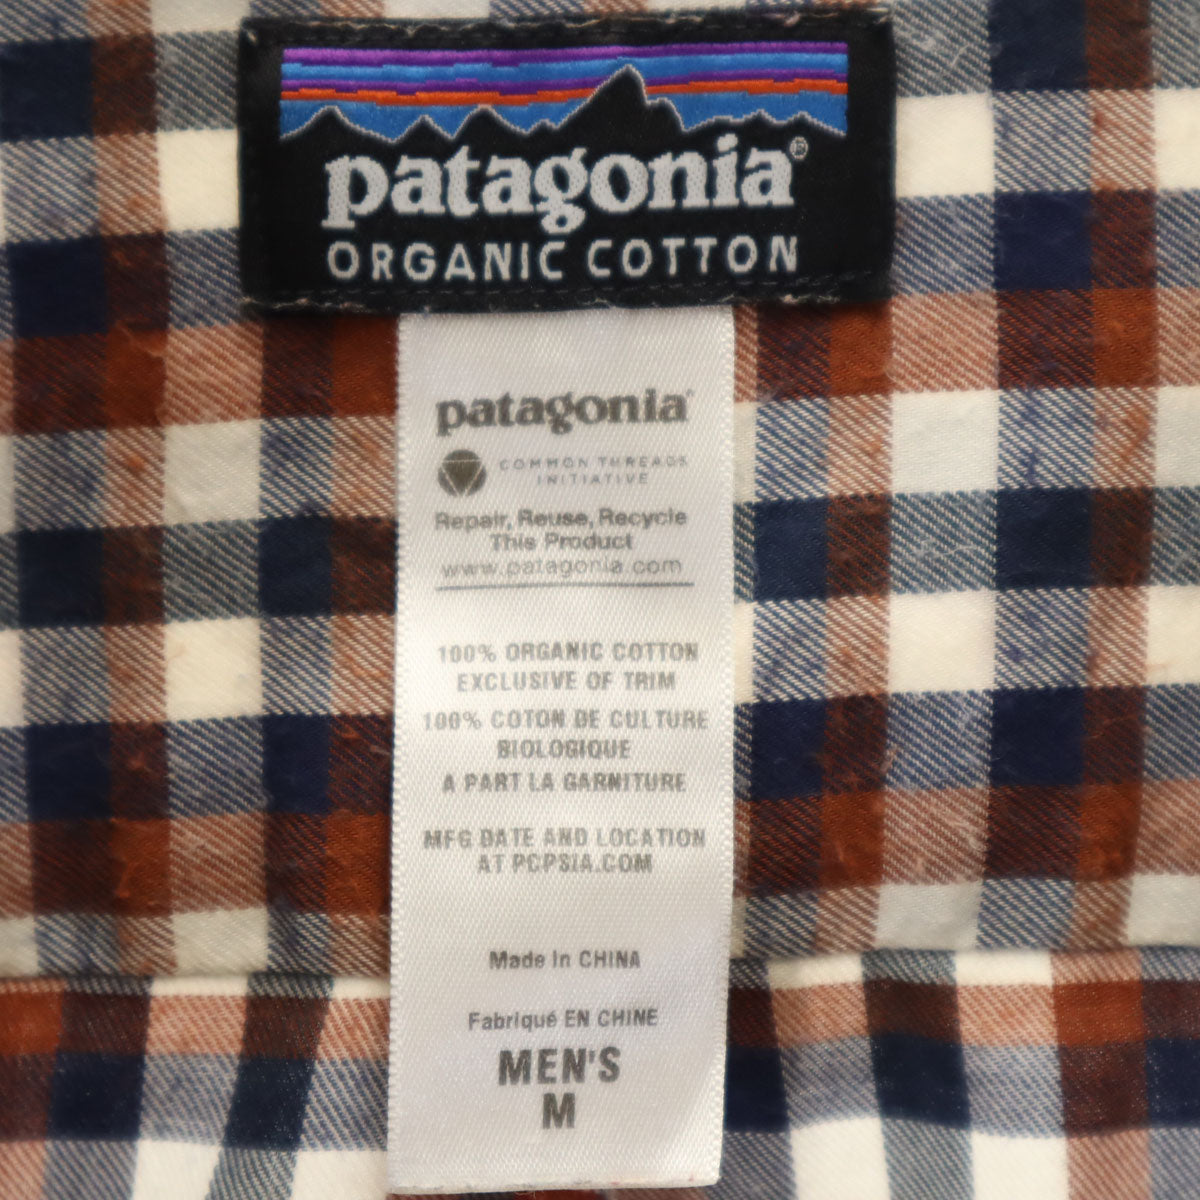 patagonia®
ORGANIC COTTON
patagonia®
COMMON THREADS
INITIATIVE
Repair, Reuse, Recycle
This Product
www.patagonia.com
100% ORGANIC COTTON
EXCLUSIVE OF TRIM
100% COTON DE CULTURE
BIOLOGIQUE
A PART LA GARNITURE
MFG DATE AND LOCATION
AT PCPSIA.COM
Made In CHINA
Fabriqué EN CHINE
MEN'S
M